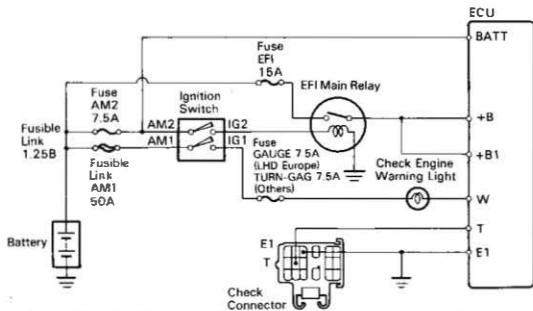 ECU
BATT
Fuse
EFI
15A
Fuse
AM2
7.5A
Ignition
Switch
EFI Main Relay
AM2
IG2
AM1
IG1
+B
Fusible
Link
1.25B
Fusible
Link
AM1
50A
Fuse
GAUGE 7.5A
(LHD Europe)
TURN-GAG 7.5A
(Others)
Check Engine
Warning Light
+B1
W
T
E1
Battery
E1
T
Check
Connector